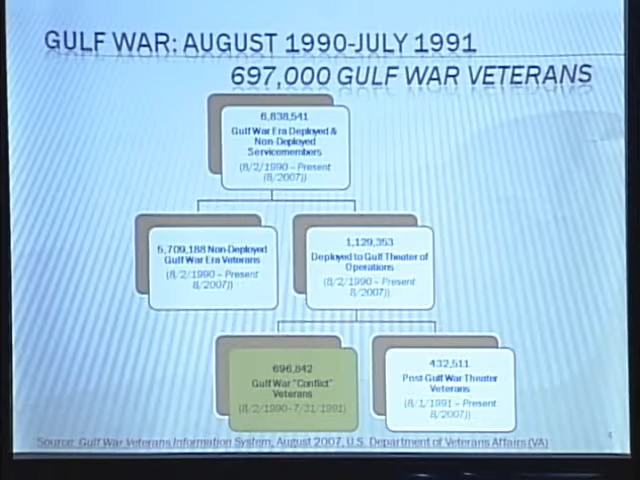 GULF WAR: AUGUST 1990-JULY 1991
697,000 GULF WAR VETERANS
6,838,541
Gulf War Era Deployed &
Non-Deployed
Servicemembers
(8/2/1990 – Present
(8/2007))
5,709,188 Non-Deployed
Gulf War Era Veterans
(8/2/1990 – Present
8/2007))
1,129,353
Deployed to Gulf Theater of
Operations
(8/2/1990 – Present
8/2007))
696,842
Gulf War "Conflict"
Veterans
(8/2/1990-7/31/1991)
432,511
Post-Gulf War Theater
Veterans
(8/1/1991 – Present
8/2007))
Source: Gulf War Veterans Information System, August 2007, U.S. Department of Veterans Affairs (VA)
4